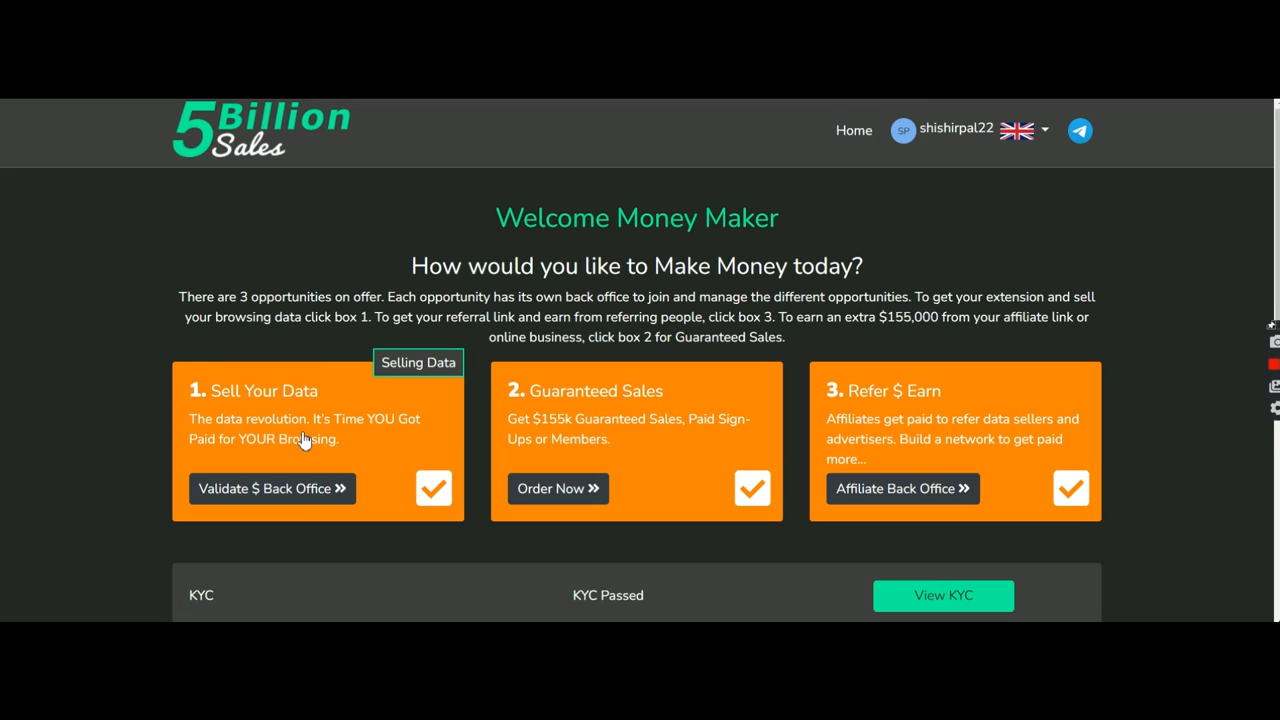 5 Billion
Sales
Home
SP
shishirpal22
Welcome Money Maker
How would you like to Make Money today?
There are 3 opportunities on offer. Each opportunity has its own back office to join and manage the different opportunities. To get your extension and sell
your browsing data click box 1. To get your referral link and earn from referring people, click box 3. To earn an extra $155,000 from your affiliate link or
online business, click box 2 for Guaranteed Sales.
Selling Data
1. Sell Your Data
The data revolution. It's Time YOU Got
Paid for YOUR Browsing.
Validate $ Back Office »
2. Guaranteed Sales
Get $155k Guaranteed Sales, Paid Sign-
Ups or Members.
Order Now »
3. Refer $ Earn
Affiliates get paid to refer data sellers and
advertisers. Build a network to get paid
more...
Affiliate Back Office »
KYC
KYC Passed
View KYC